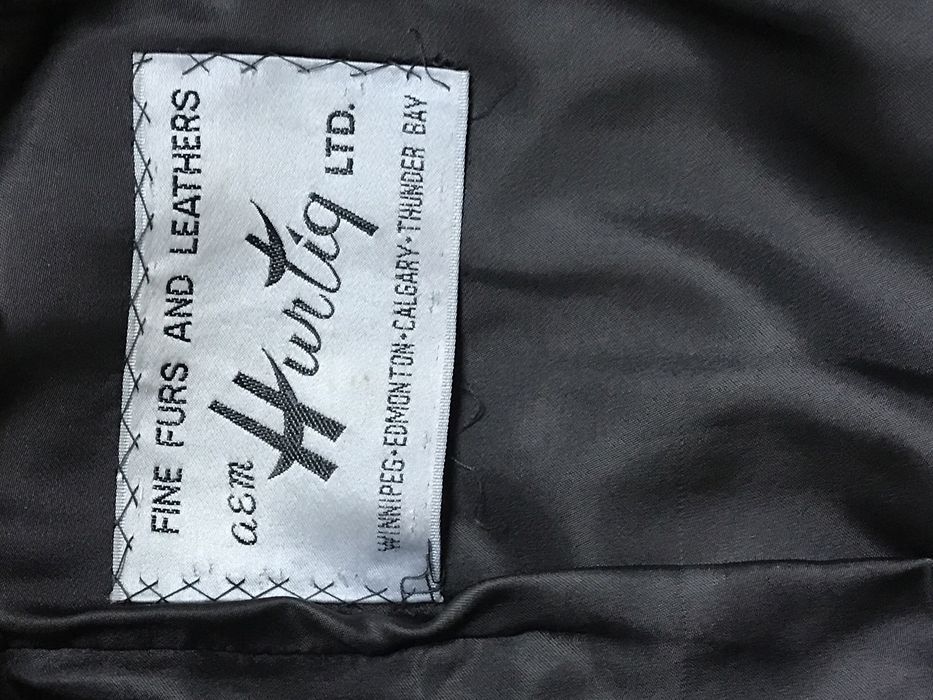 FINE FURS AND LEATHERS
a&m Hurtig LTD.
WINNIPEG•EDMONTON•CALGARY•THUNDER BAY